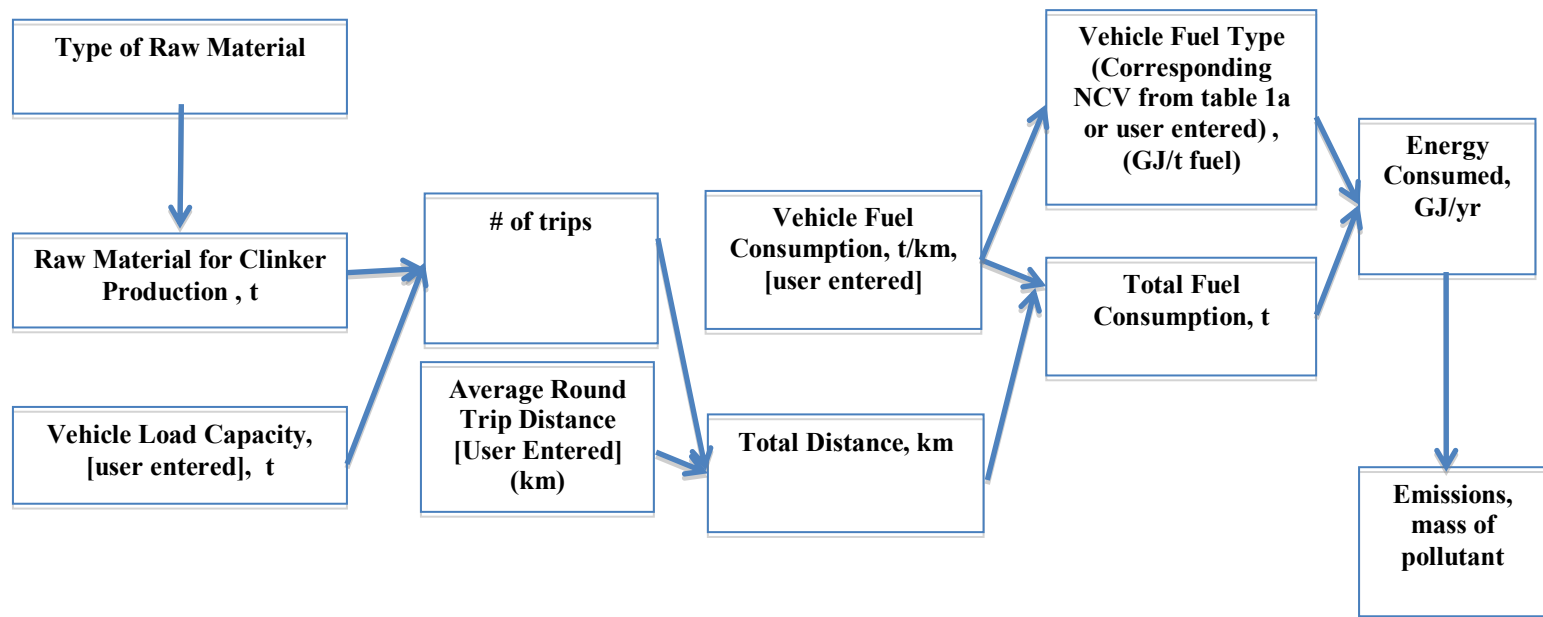 Type of Raw Material
Raw Material for Clinker
Production , t
Vehicle Load Capacity,
[user entered], t
# of trips
Average Round
Trip Distance
[User Entered]
(km)
Vehicle Fuel
Consumption, t/km,
[user entered]
Total Distance, km
Vehicle Fuel Type
(Corresponding
NCV from table 1a
or user entered) ,
(GJ/t fuel)
Total Fuel
Consumption, t
Energy
Consumed,
GJ/yr
Emissions,
mass of
pollutant